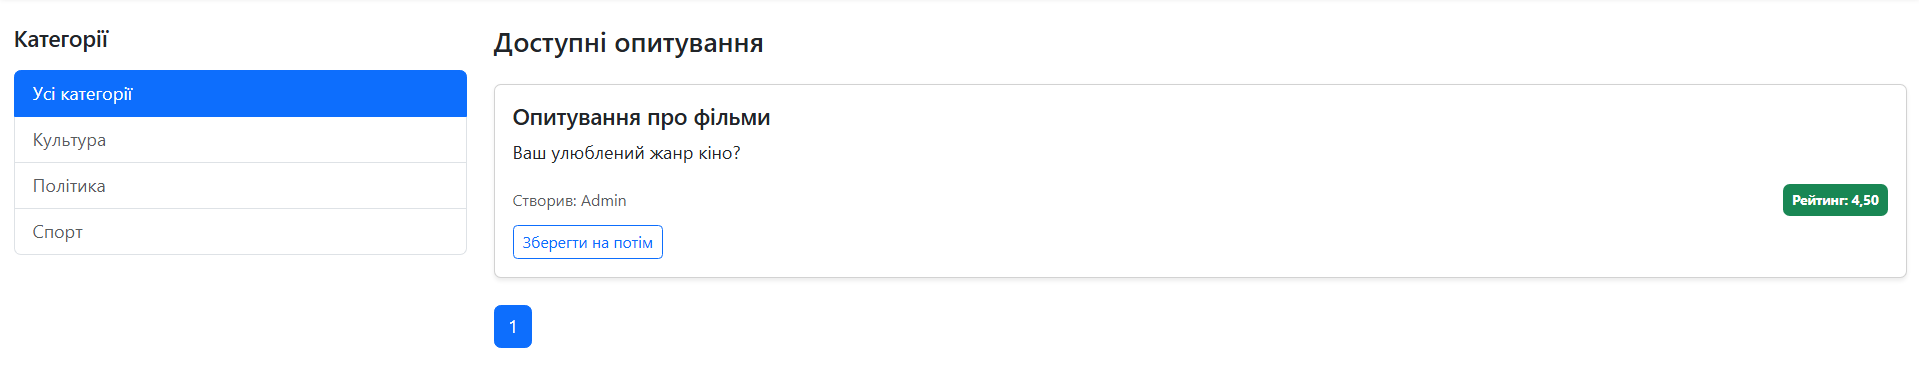 Категорії
Усі категорії
Культура
Політика
Спорт
Доступні опитування
Опитування про фільми
Ваш улюблений жанр кіно?
Створив: Admin
Рейтинг: 4,50
Зберегти на потім
1